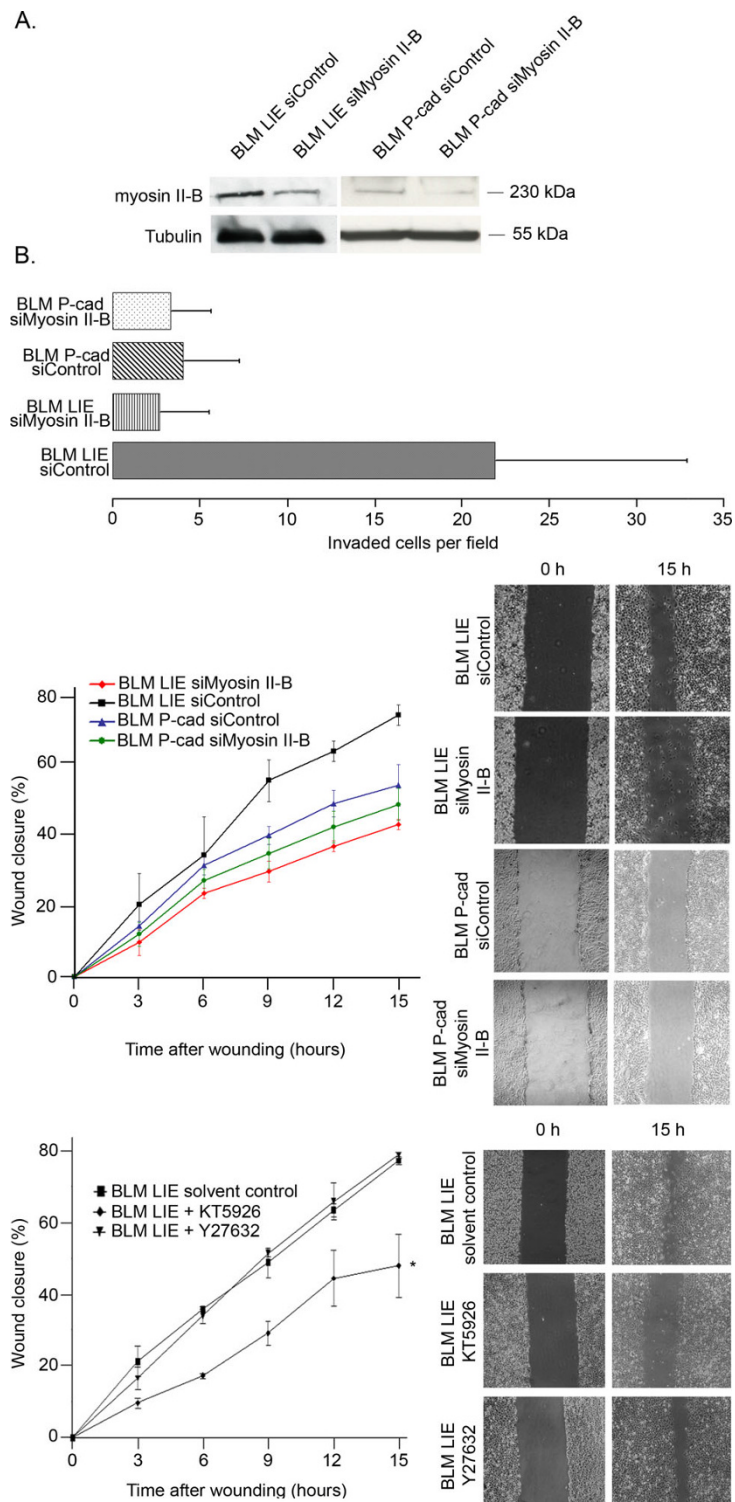 A.
BLM LIE siControl
BLM LIE siMyosin II-B
BLM P-cad siControl
BLM P-cad siMyosin II-B
myosin II-B
— 230 kDa
Tubulin
— 55 kDa
B.
BLM P-cad
siMyosin II-B
BLM P-cad
siControl
BLM LIE
siMyosin II-B
BLM LIE
siControl
0 5 10 15 20 25 30 35
Invaded cells per field
0 h 15 h
BLM LIE
siControl
BLM LIE
siMyosin
II-B
BLM P-cad
siControl
BLM P-cad
siMyosin
II-B
BLM LIE siMyosin II-B
BLM LIE siControl
BLM P-cad siControl
BLM P-cad siMyosin II-B
Wound closure (%)
80
60
40
20
0
0 3 6 9 12 15
Time after wounding (hours)
0 h 15 h
BLM LIE
solvent control
BLM LIE
KT5926
BLM LIE
Y27632
BLM LIE solvent control
BLM LIE + KT5926
BLM LIE + Y27632
Wound closure (%)
80
60
40
20
0
*
0 3 6 9 12 15
Time after wounding (hours)